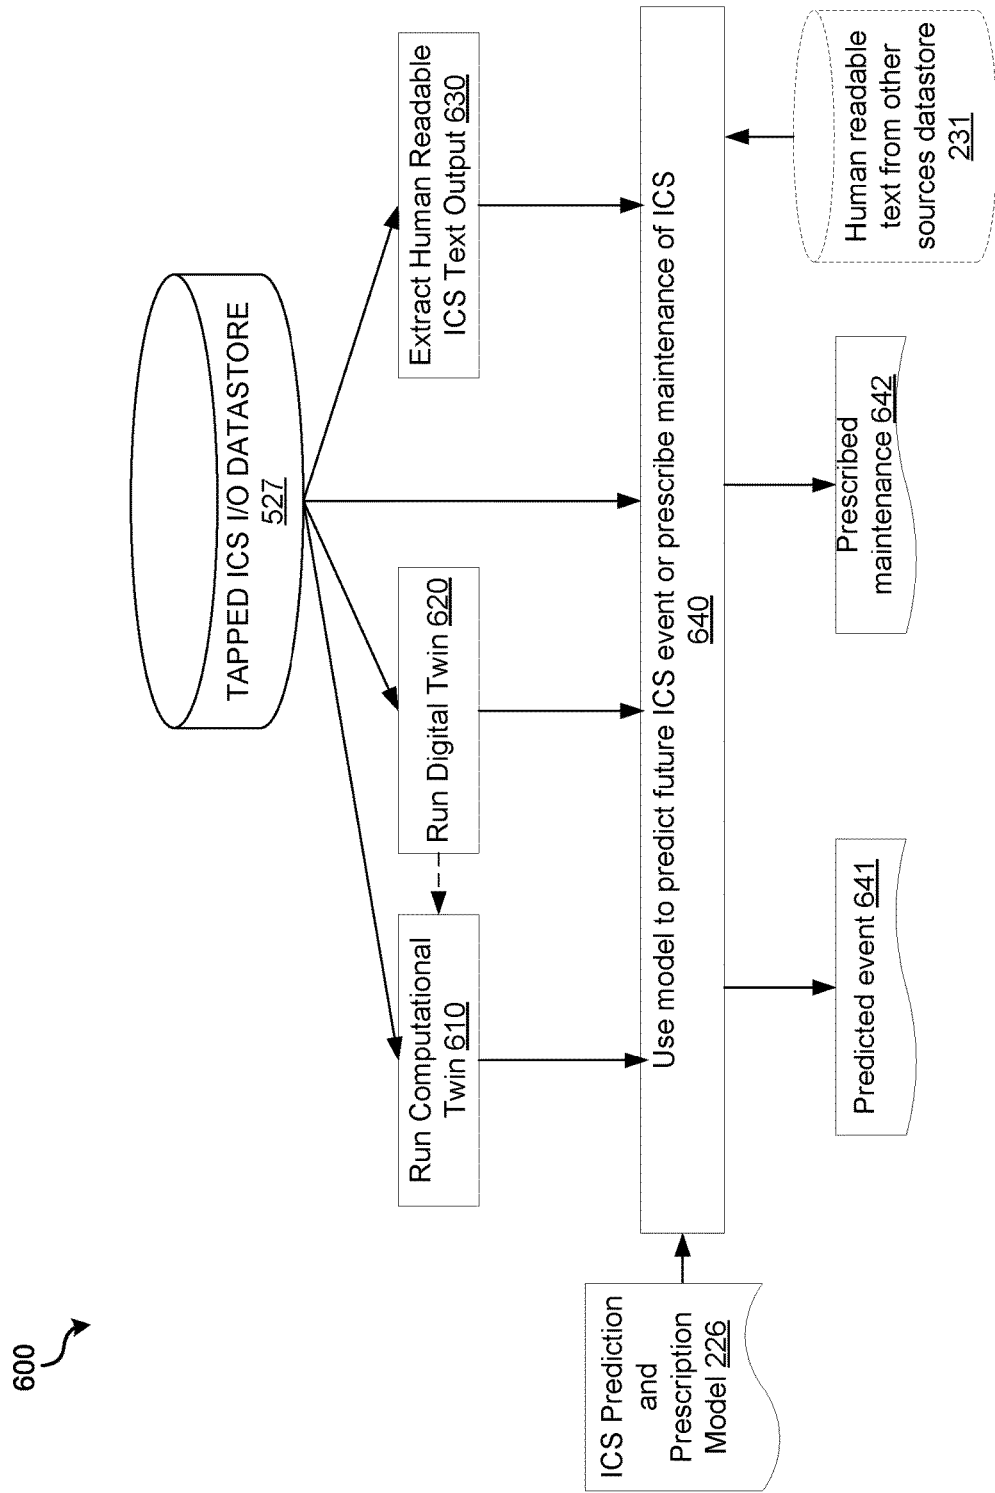 600
TAPPED ICS I/O DATASTORE
527
Run Computational
Twin 610
Run Digital Twin 620
Extract Human Readable
ICS Text Output 630
ICS Prediction
and
Prescription
Model 226
Use model to predict future ICS event or prescribe maintenance of ICS
640
Predicted event 641
Prescribed
maintenance 642
Human readable
text from other
sources datastore
231